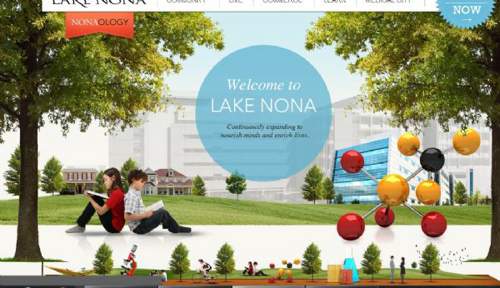 LAKE NONA
COMMUNITY LIVE COMMERCE LEARN MEDICAL CITY
NOW
NONAOLOGY
Welcome to
LAKE NONA
Continuously expanding to
nourish minds and enrich lives.